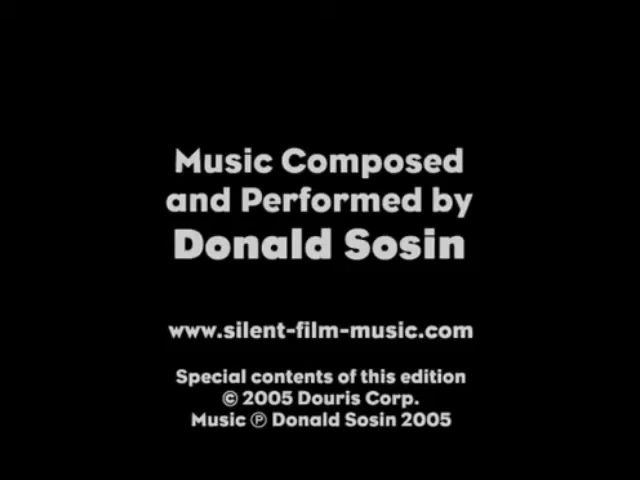 Music Composed
and Performed by
Donald Sosin
www.silent-film-music.com
Special contents of this edition
© 2005 Douris Corp.
Music ℗ Donald Sosin 2005